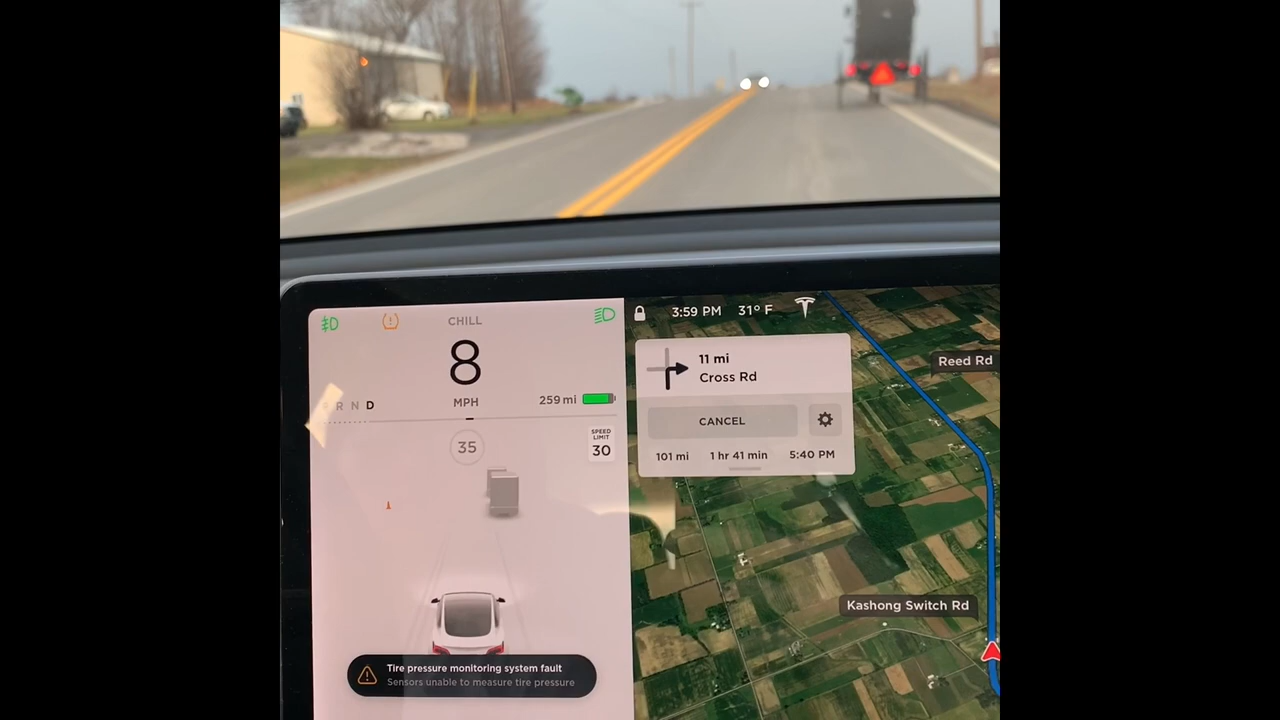 CHILL
8
MPH
R N D
259 mi
35
SPEED
LIMIT
30
Tire pressure monitoring system fault
Sensors unable to measure tire pressure
3:59 PM 31° F
11 mi
Cross Rd
CANCEL
101 mi 1 hr 41 min 5:40 PM
Reed Rd
Kashong Switch Rd